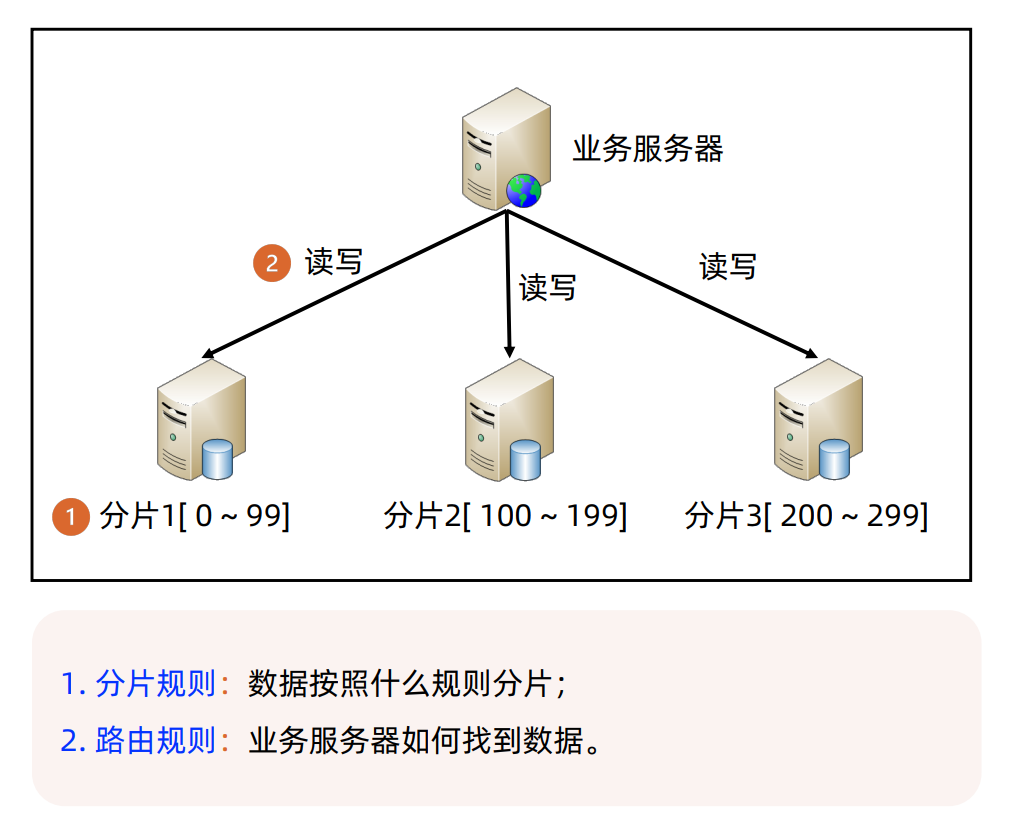 业务服务器
2 读写
读写
读写
1 分片1[ 0 ~ 99]
分片2[ 100 ~ 199]
分片3[ 200 ~ 299]
1. 分片规则：数据按照什么规则分片；
2. 路由规则：业务服务器如何找到数据。